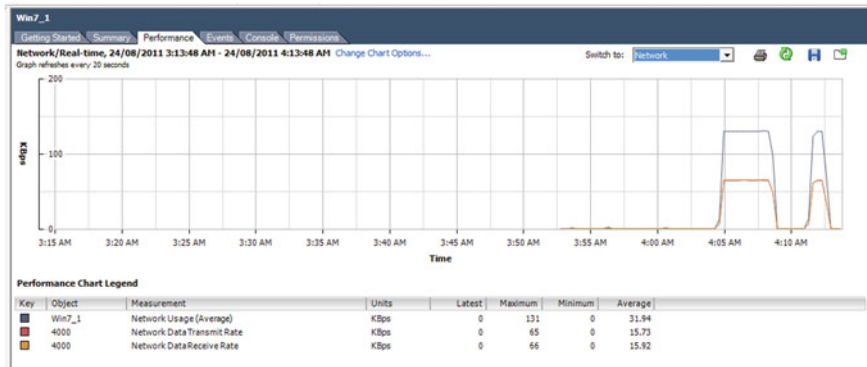 Win7_1
Getting Started Summary Performance Events Console Permissions
Network/Real-time, 24/08/2011 3:13:48 AM - 24/08/2011 4:13:48 AM Change Chart Options... Switch to: Network
Graph refreshes every 20 seconds
200
100
0
KBps
3:15 AM 3:20 AM 3:25 AM 3:30 AM 3:35 AM 3:40 AM 3:45 AM 3:50 AM 3:55 AM 4:00 AM 4:05 AM 4:10 AM
Time
Performance Chart Legend
Key Object Measurement Units Latest Maximum Minimum Average
Win7_1 Network Usage (Average) KBps 0 131 0 31.94
4000 Network Data Transmit Rate KBps 0 65 0 15.73
4000 Network Data Receive Rate KBps 0 66 0 15.92